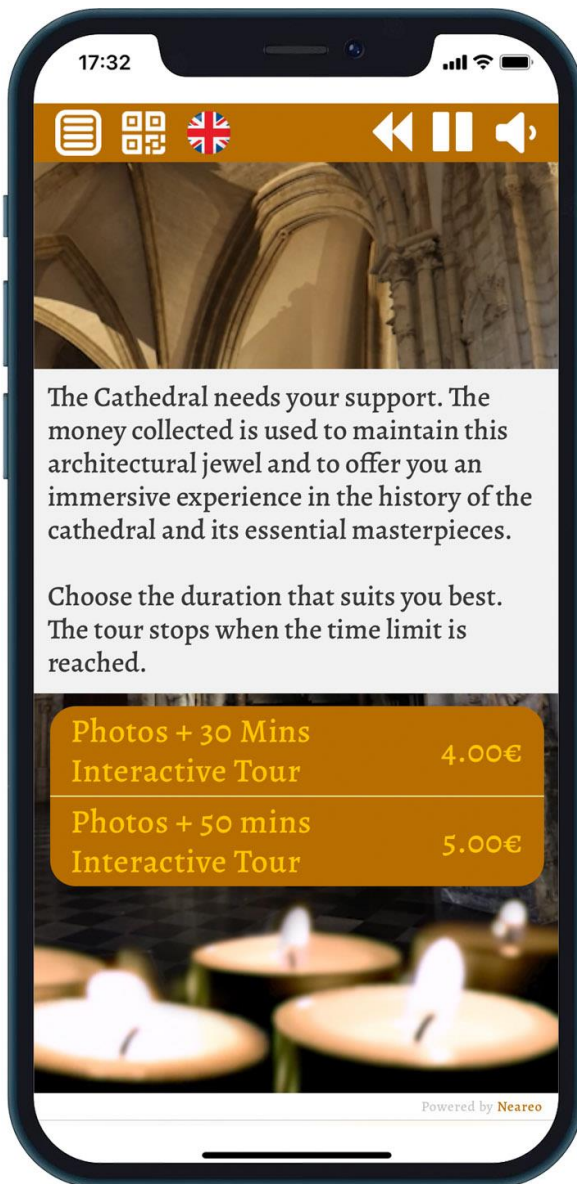 17:32
The Cathedral needs your support. The
money collected is used to maintain this
architectural jewel and to offer you an
immersive experience in the history of the
cathedral and its essential masterpieces.
Choose the duration that suits you best.
The tour stops when the time limit is
reached.
Photos + 30 Mins
Interactive Tour
4.00€
Photos + 50 mins
Interactive Tour
5.00€
Powered by Neareo